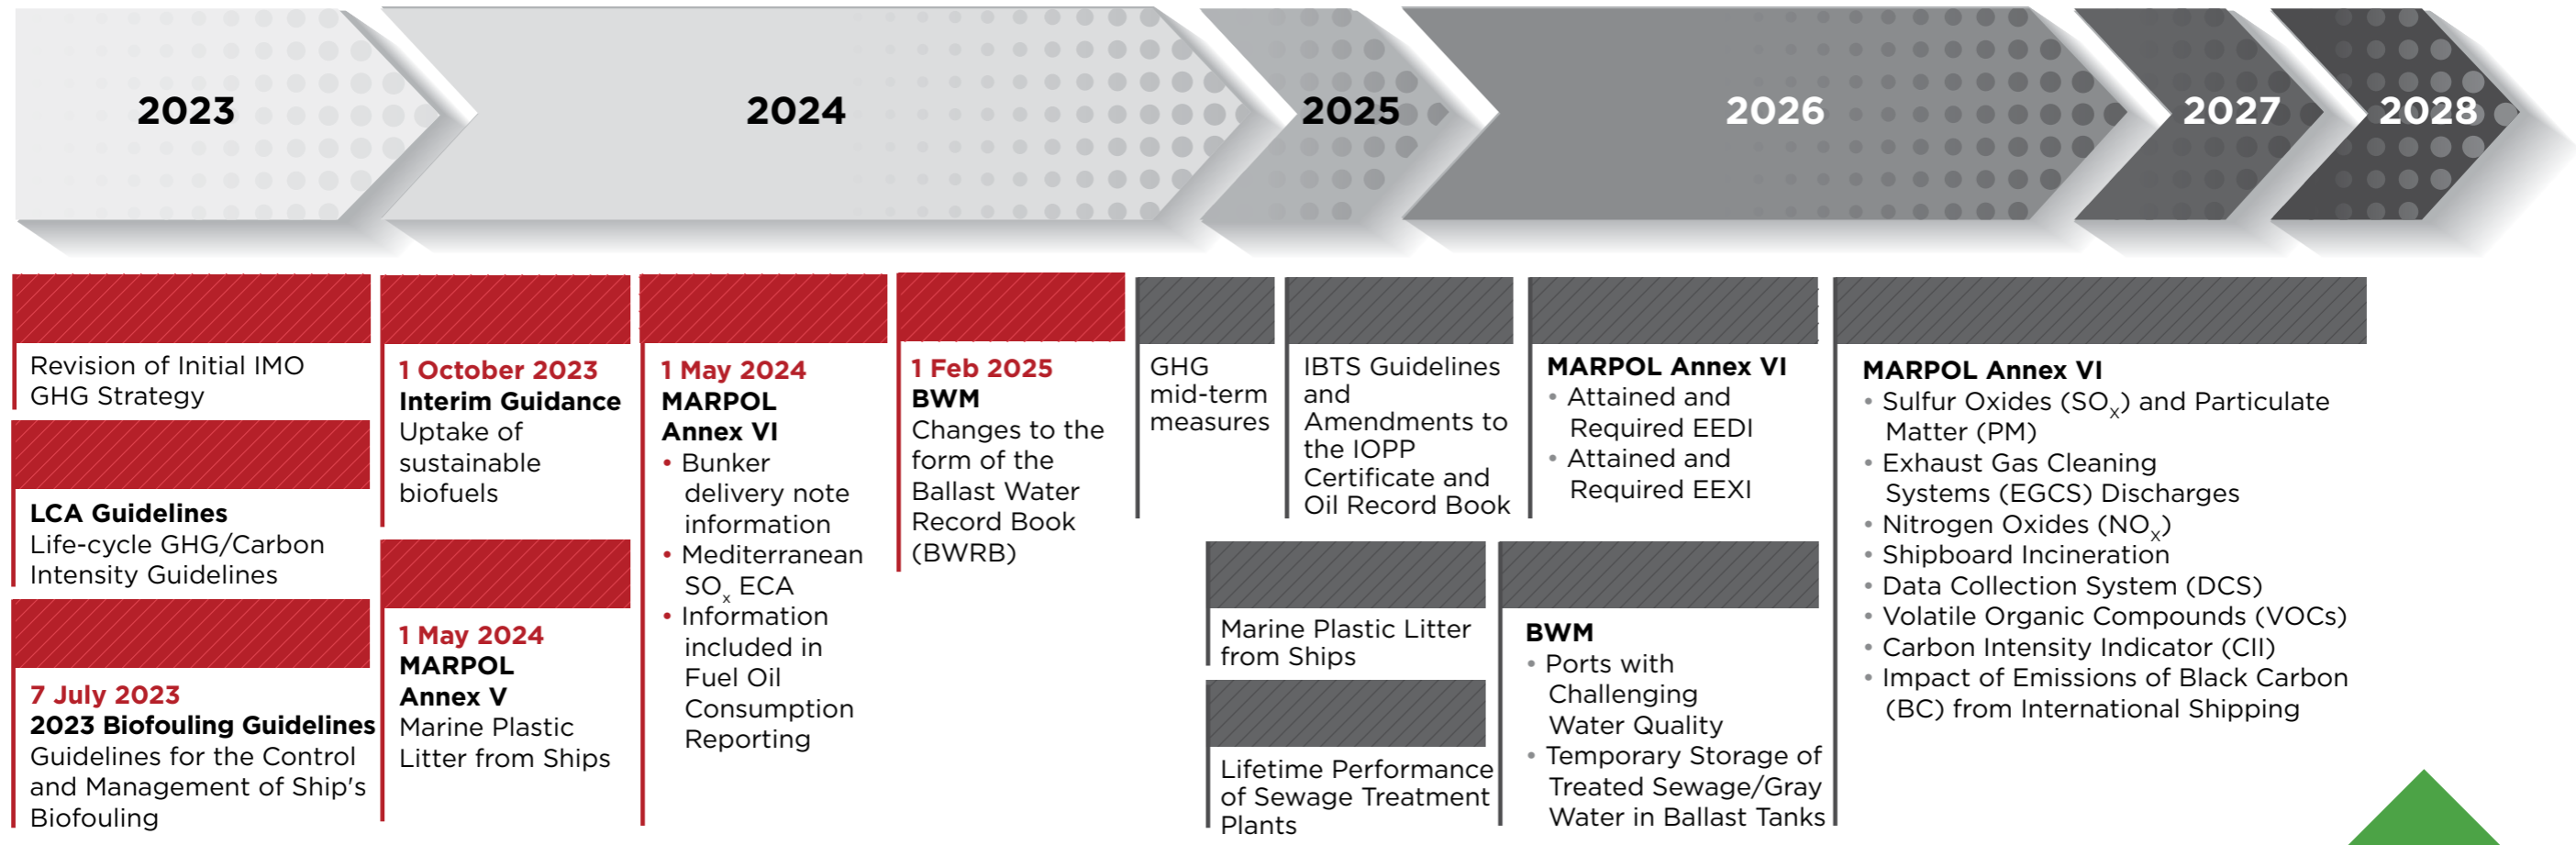 2023
2024
2025
2026
2027
2028
Revision of Initial IMO
GHG Strategy
LCA Guidelines
Life-cycle GHG/Carbon
Intensity Guidelines
7 July 2023
2023 Biofouling Guidelines
Guidelines for the Control
and Management of Ship's
Biofouling
1 October 2023
Interim Guidance
Uptake of
sustainable
biofuels
1 May 2024
MARPOL
Annex V
Marine Plastic
Litter from Ships
1 May 2024
MARPOL
Annex VI
• Bunker
delivery note
information
• Mediterranean
SOx ECA
• Information
included in
Fuel Oil
Consumption
Reporting
1 Feb 2025
BWM
Changes to the
form of the
Ballast Water
Record Book
(BWRB)
GHG
mid-term
measures
IBTS Guidelines
and
Amendments to
the IOPP
Certificate and
Oil Record Book
Marine Plastic Litter
from Ships
Lifetime Performance
of Sewage Treatment
Plants
MARPOL Annex VI
• Attained and
Required EEDI
• Attained and
Required EEXI
BWM
• Ports with
Challenging
Water Quality
• Temporary Storage of
Treated Sewage/Gray
Water in Ballast Tanks
MARPOL Annex VI
• Sulfur Oxides (SOx) and Particulate
Matter (PM)
• Exhaust Gas Cleaning
Systems (EGCS) Discharges
• Nitrogen Oxides (NOx)
• Shipboard Incineration
• Data Collection System (DCS)
• Volatile Organic Compounds (VOCs)
• Carbon Intensity Indicator (CII)
• Impact of Emissions of Black Carbon
(BC) from International Shipping